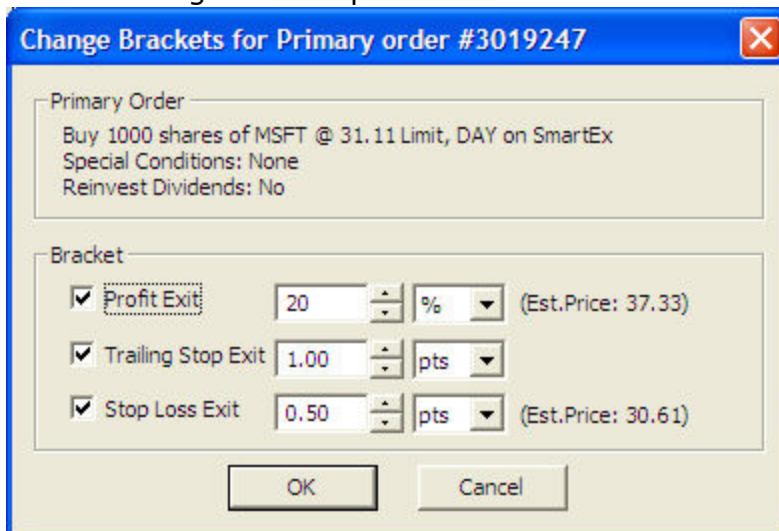 Change Brackets for Primary order #3019247
Primary Order
Buy 1000 shares of MSFT @ 31.11 Limit, DAY on SmartEx
Special Conditions: None
Reinvest Dividends: No
Bracket
Profit Exit 20 % (Est.Price: 37.33)
Trailing Stop Exit 1.00 pts
Stop Loss Exit 0.50 pts (Est.Price: 30.61)
OK Cancel